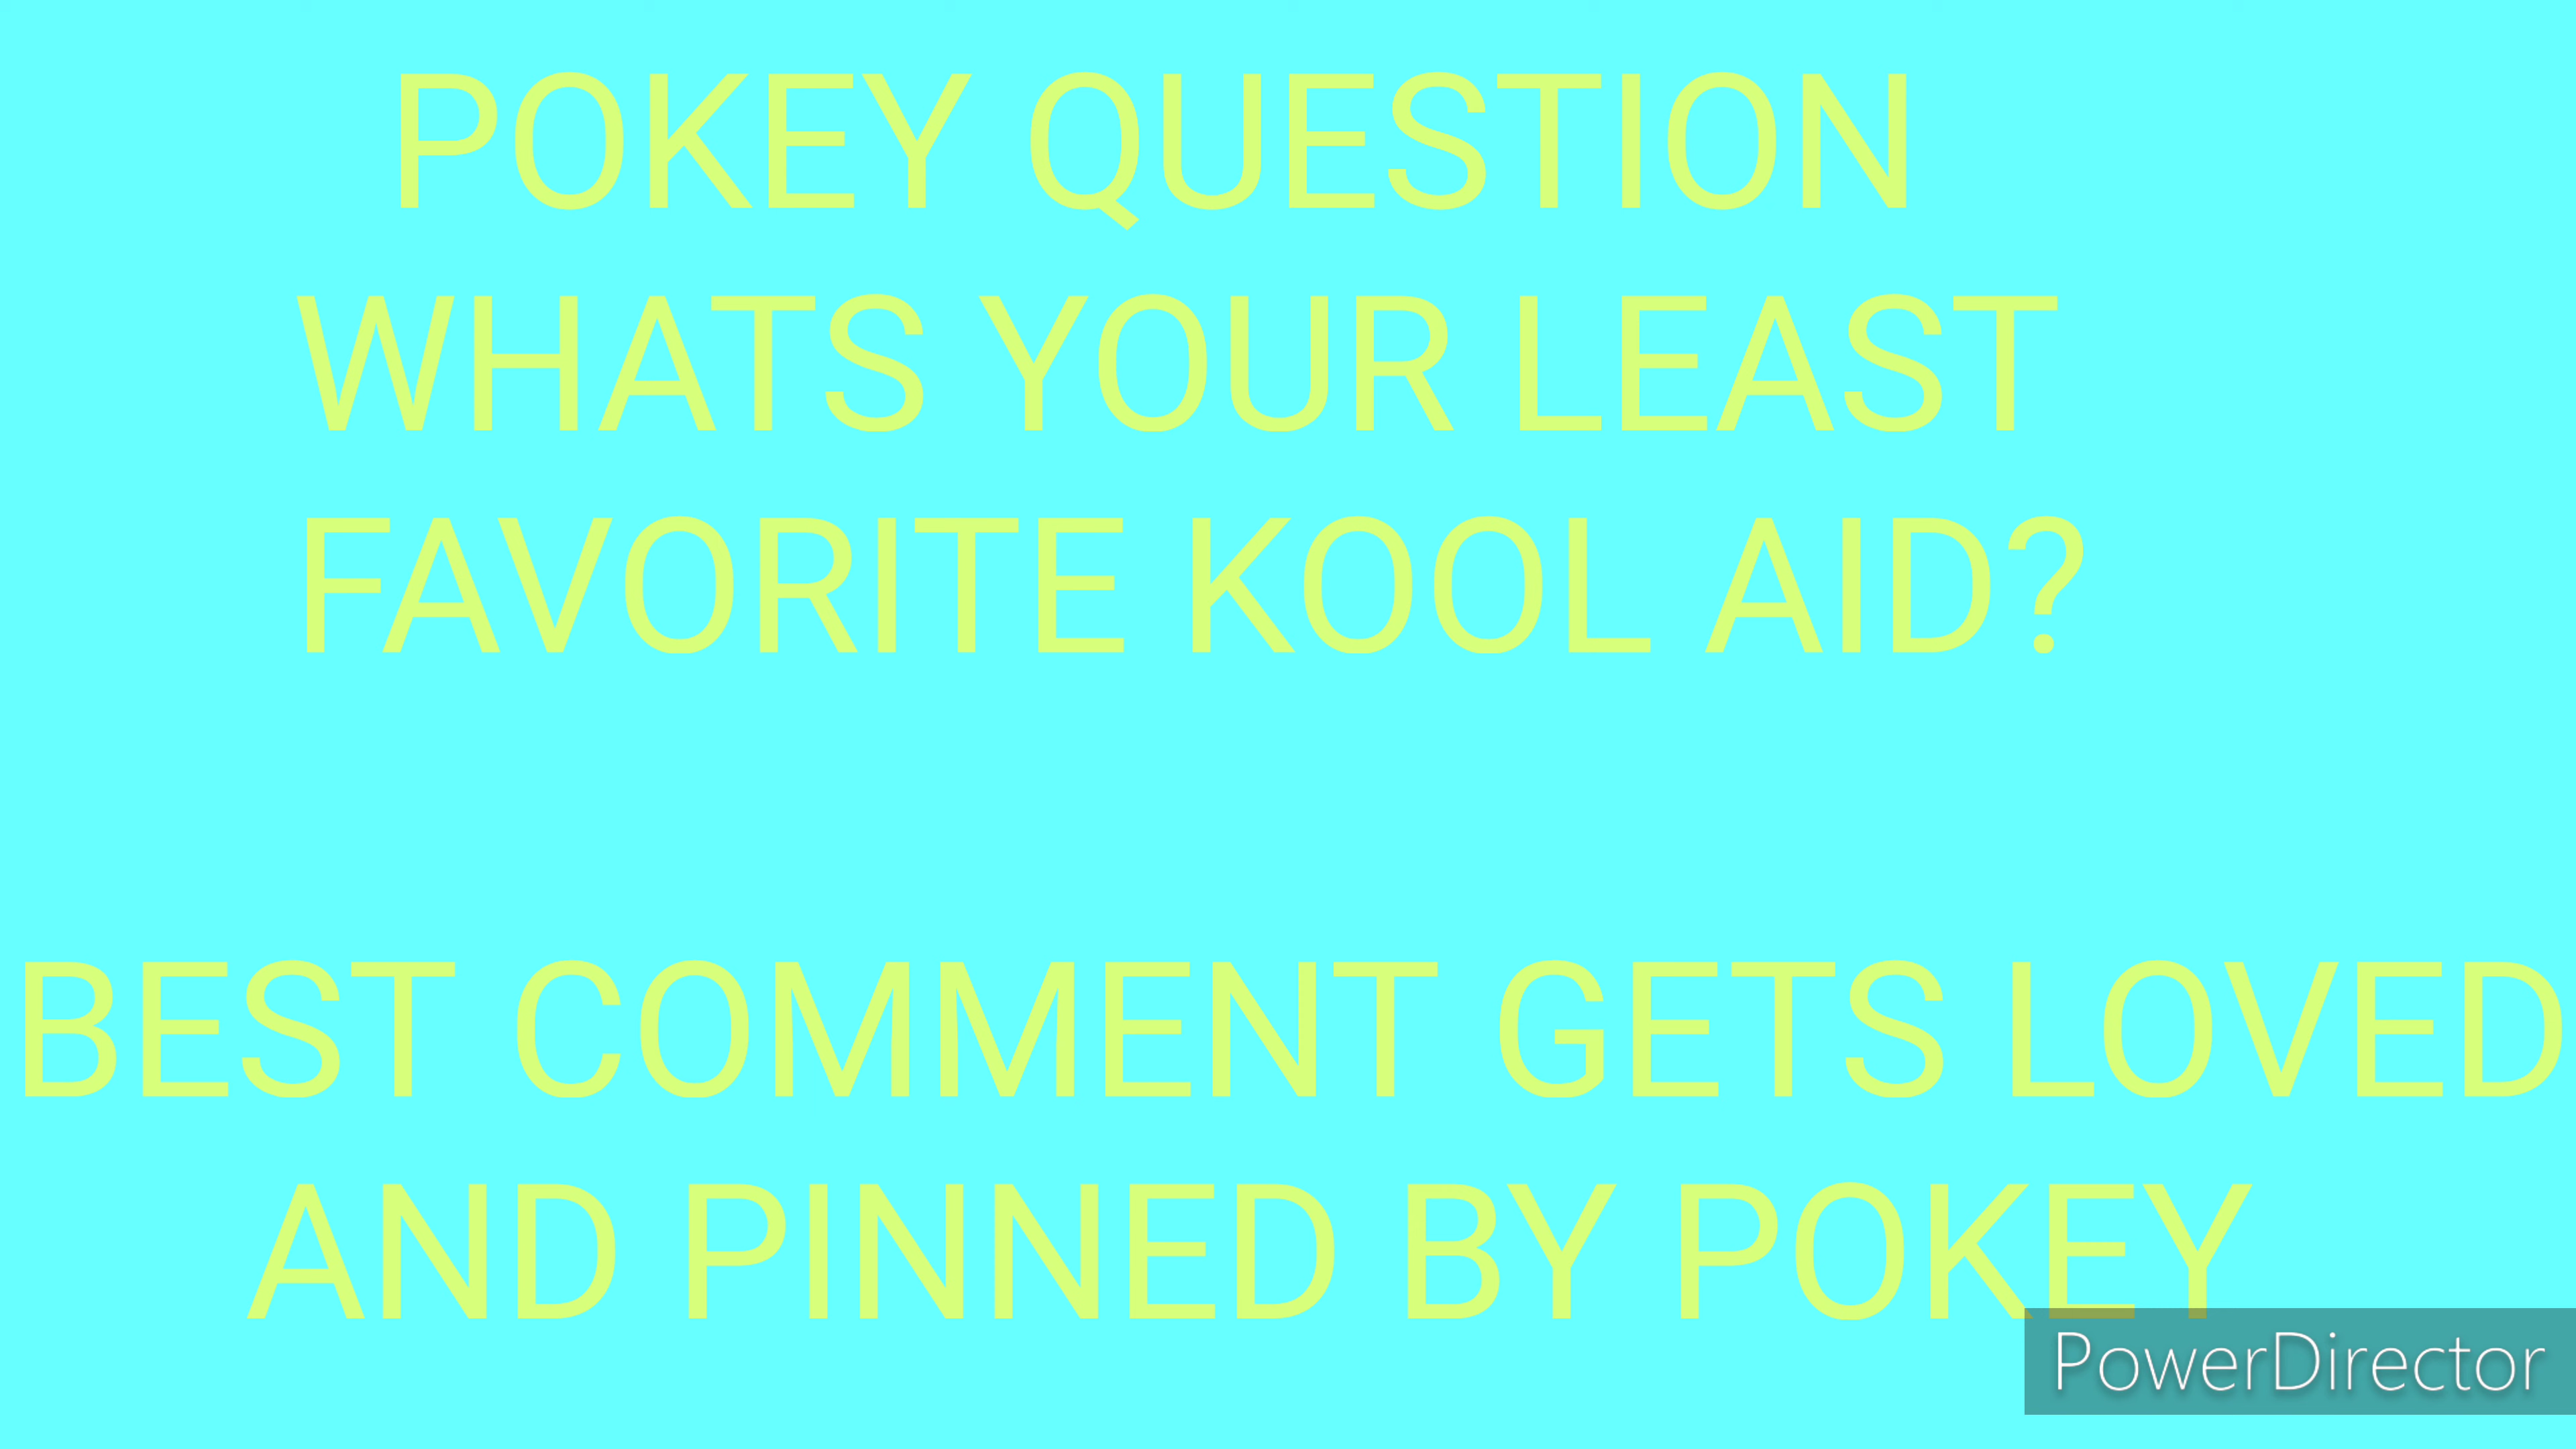 POKEY QUESTION
WHATS YOUR LEAST
FAVORITE KOOL AID?
BEST COMMENT GETS LOVED
AND PINNED BY POKEY
PowerDirector